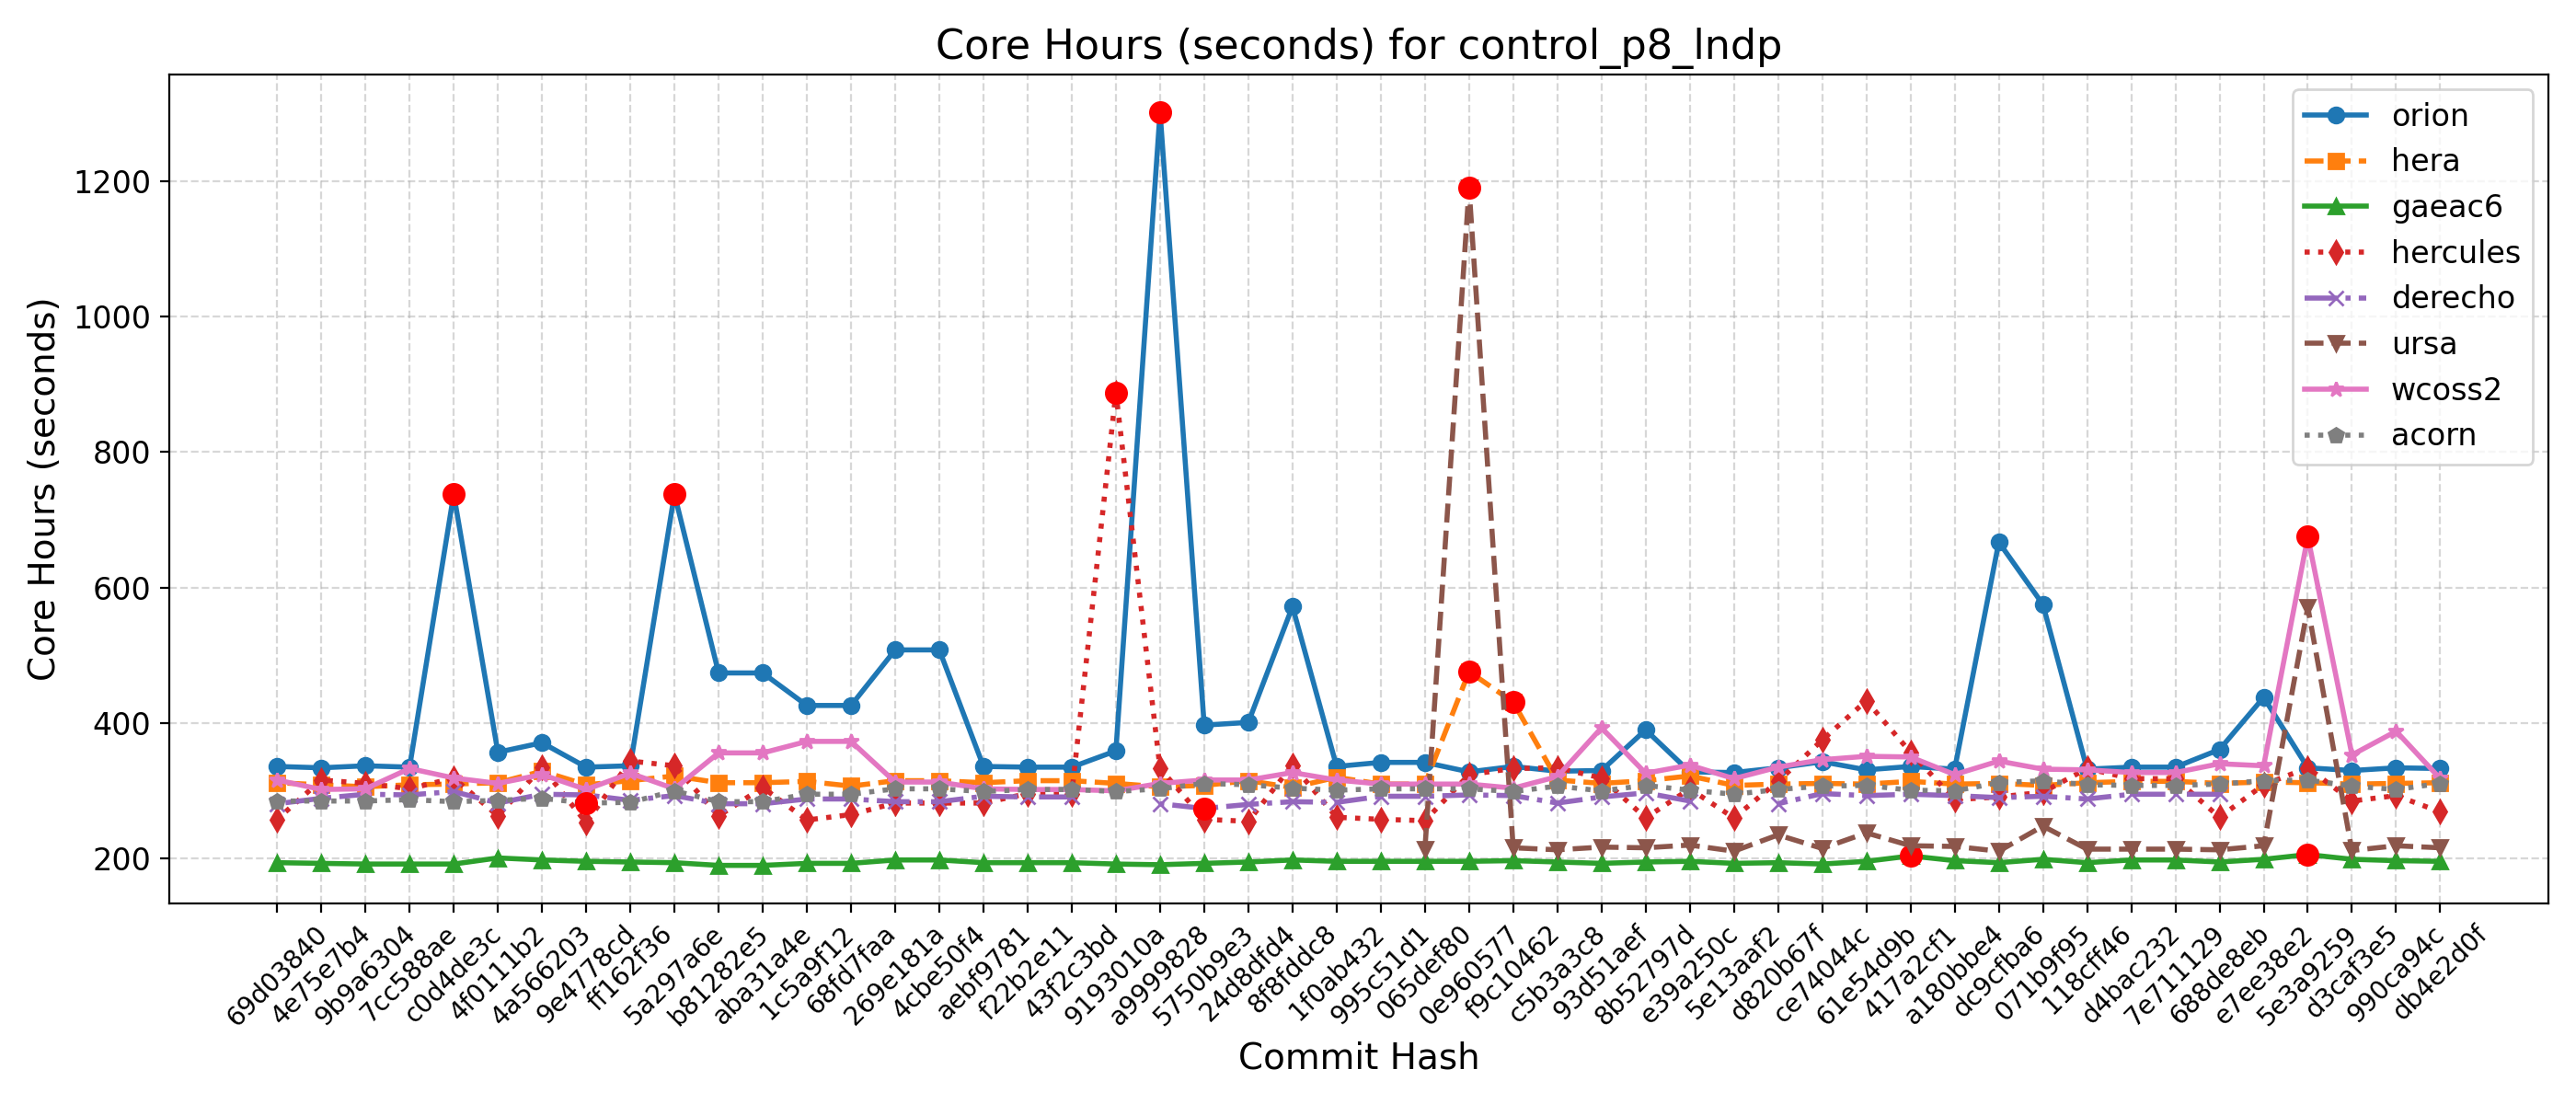 Core Hours (seconds) for control_p8_lndp
Core Hours (seconds)
1200
1000
800
600
400
200
orion
hera
gaeac6
hercules
derecho
ursa
wcoss2
acorn
69d03840
4e75e7b4
9b9a6304
7cc588ae
c0d4de3c
4f0111b2
4a566203
9e4778cd
ff162f36
5a297a6e
b81282e5
aba31a4e
1c5a9f12
68fd7faa
269e181a
4cbe50f4
aebf9781
f22b2e11
43f2c3bd
9193010a
a9999828
5750b9e3
24d8dfd4
8f8fddc8
1f0ab432
995c51d1
065def80
0e960577
f9c10462
c5b3a3c8
93d51aef
8b52797d
e39a250c
5e13aaf2
d820b67f
ce74044c
61e54d9b
417a2cf1
a180bbe4
dc9cfba6
071b9f95
118cff46
d4bac232
7e711129
688de8eb
e7ee38e2
5e3a9259
d3caf3e5
990ca94c
db4e2d0f
Commit Hash